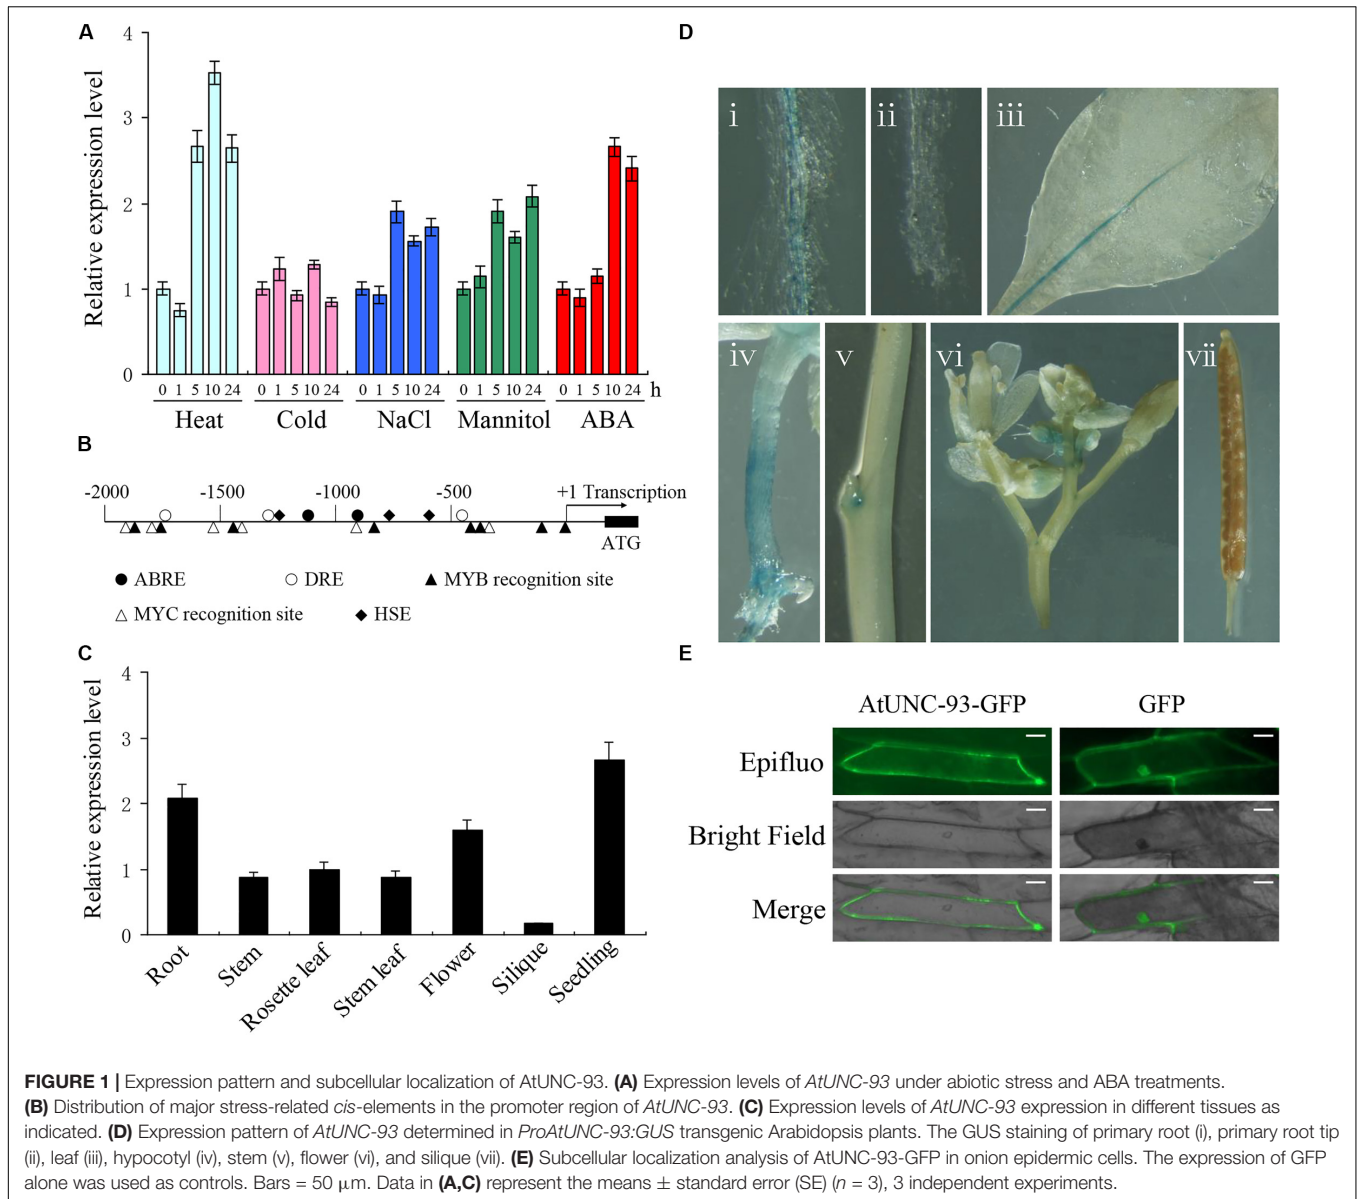 A
Relative expression level
4
3
2
1
0
0 1 5 10 24 0 1 5 10 24 0 1 5 10 24 0 1 5 10 24 0 1 5 10 24 h
Heat Cold NaCl Mannitol ABA
B
-2000 -1500 -1000 -500 +1 Transcription
ATG
● ABRE ○ DRE ▲ MYB recognition site
△ MYC recognition site ◆ HSE
C
Relative expression level
4
3
2
1
0
Root Stem Rosette leaf Stem leaf Flower Silique Seedling
D
i ii iii
iv v vi vii
E
AtUNC-93-GFP GFP
Epifluo
Bright Field
Merge
FIGURE 1 | Expression pattern and subcellular localization of AtUNC-93. (A) Expression levels of AtUNC-93 under abiotic stress and ABA treatments.
(B) Distribution of major stress-related cis-elements in the promoter region of AtUNC-93. (C) Expression levels of AtUNC-93 expression in different tissues as
indicated. (D) Expression pattern of AtUNC-93 determined in ProAtUNC-93:GUS transgenic Arabidopsis plants. The GUS staining of primary root (i), primary root tip
(ii), leaf (iii), hypocotyl (iv), stem (v), flower (vi), and silique (vii). (E) Subcellular localization analysis of AtUNC-93-GFP in onion epidermic cells. The expression of GFP
alone was used as controls. Bars = 50 μm. Data in (A,C) represent the means ± standard error (SE) (n = 3), 3 independent experiments.